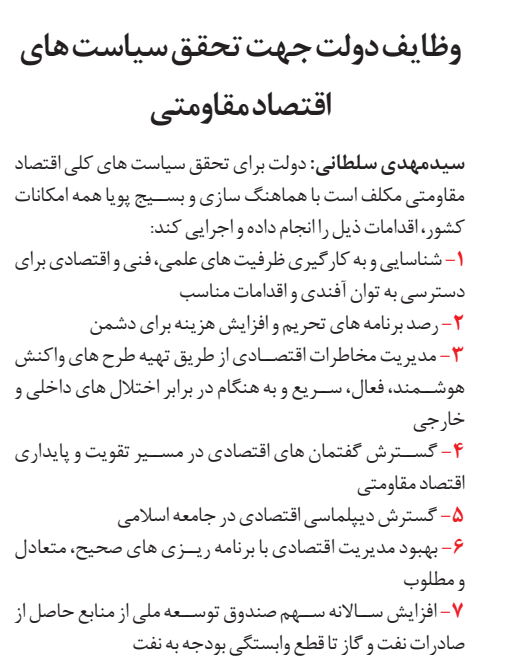 وظایف دولت جهت تحقق سیاست های
اقتصاد مقاومتی
سیدمهدی سلطانی: دولت برای تحقق سیاست های کلی اقتصاد
مقاومتی مکلف است با هماهنگ سازی و بسیج پویا همه امکانات
کشور، اقدامات ذیل را انجام داده و اجرایی کند:
۱- شناسایی و به کارگیری ظرفیت های علمی، فنی و اقتصادی برای
دسترسی به توان آفندی و اقدامات مناسب
۲- رصد برنامه های تحریم و افزایش هزینه برای دشمن
۳- مدیریت مخاطرات اقتصادی از طریق تهیه طرح های واکنش
هوشمند، فعال، سریع و به هنگام در برابر اختلال های داخلی و
خارجی
۴- گسترش گفتمان های اقتصادی در مسیر تقویت و پایداری
اقتصاد مقاومتی
۵- گسترش دیپلماسی اقتصادی در جامعه اسلامی
۶- بهبود مدیریت اقتصادی با برنامه ریزی های صحیح، متعادل
و مطلوب
۷- افزایش سالانه سهم صندوق توسعه ملی از منابع حاصل از
صادرات نفت و گاز تا قطع وابستگی بودجه به نفت